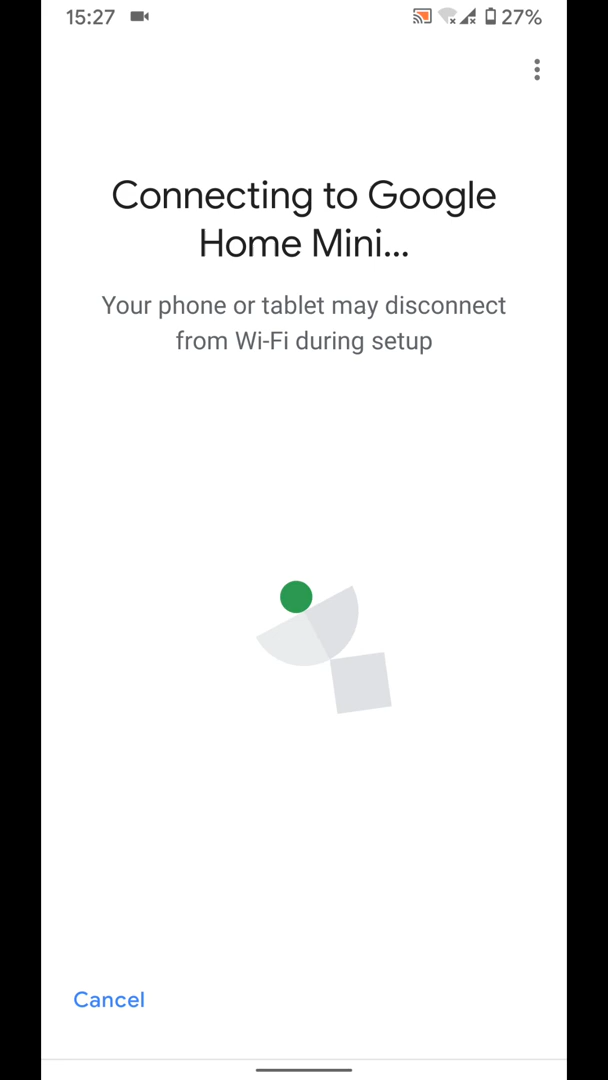 15:27 27%
Connecting to Google
Home Mini...
Your phone or tablet may disconnect
from Wi-Fi during setup
Cancel